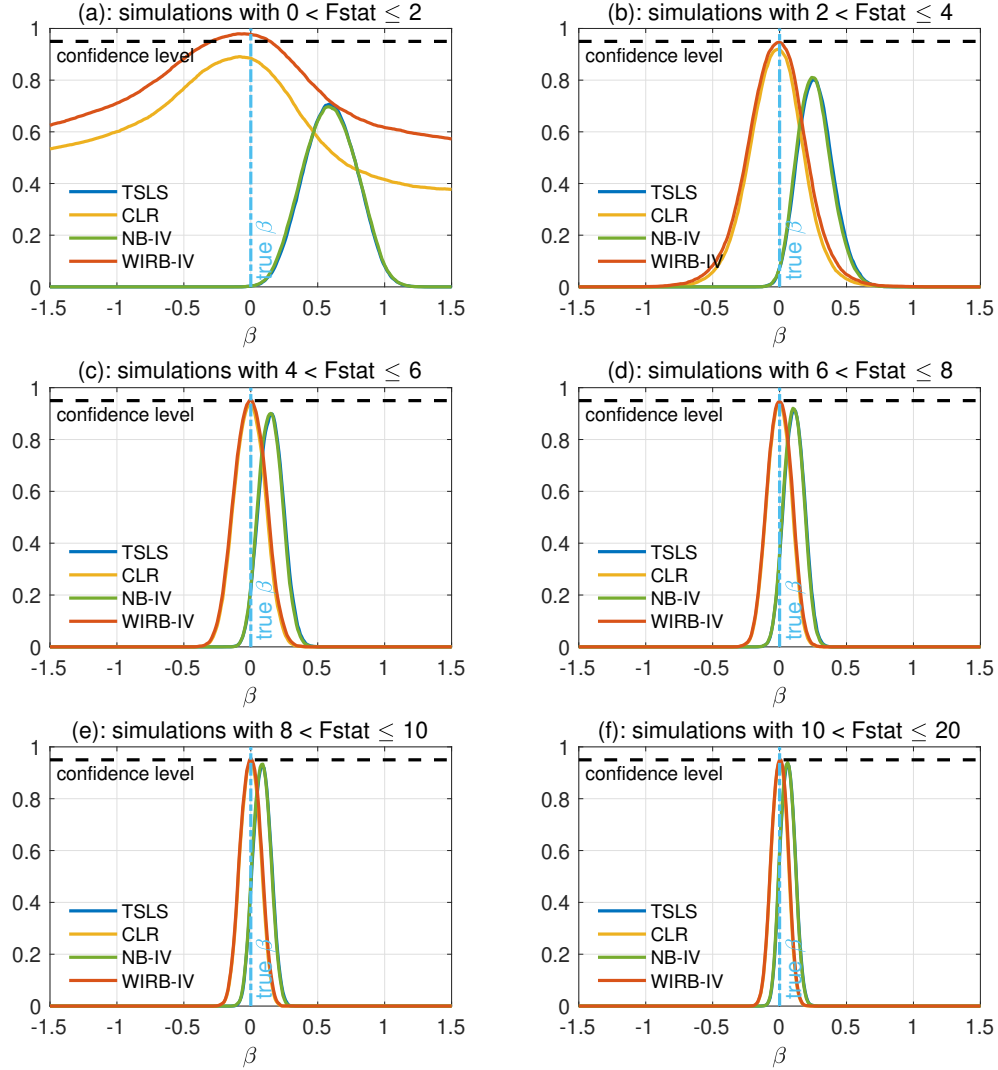 (a): simulations with 0 < Fstat ≤ 2
1
confidence level
0.8
0.6
0.4
TSLS
CLR
NB-IV
WIRB-IV
true β
0.2
0
-1.5 -1 -0.5 0 0.5 1 1.5
β
(b): simulations with 2 < Fstat ≤ 4
1
confidence level
0.8
0.6
0.4
TSLS
CLR
NB-IV
WIRB-IV
true β
0.2
0
-1.5 -1 -0.5 0 0.5 1 1.5
β
(c): simulations with 4 < Fstat ≤ 6
1
confidence level
0.8
0.6
0.4
TSLS
CLR
NB-IV
WIRB-IV
true β
0.2
0
-1.5 -1 -0.5 0 0.5 1 1.5
β
(d): simulations with 6 < Fstat ≤ 8
1
confidence level
0.8
0.6
0.4
TSLS
CLR
NB-IV
WIRB-IV
true β
0.2
0
-1.5 -1 -0.5 0 0.5 1 1.5
β
(e): simulations with 8 < Fstat ≤ 10
1
confidence level
0.8
0.6
0.4
TSLS
CLR
NB-IV
WIRB-IV
true β
0.2
0
-1.5 -1 -0.5 0 0.5 1 1.5
β
(f): simulations with 10 < Fstat ≤ 20
1
confidence level
0.8
0.6
0.4
TSLS
CLR
NB-IV
WIRB-IV
true β
0.2
0
-1.5 -1 -0.5 0 0.5 1 1.5
β